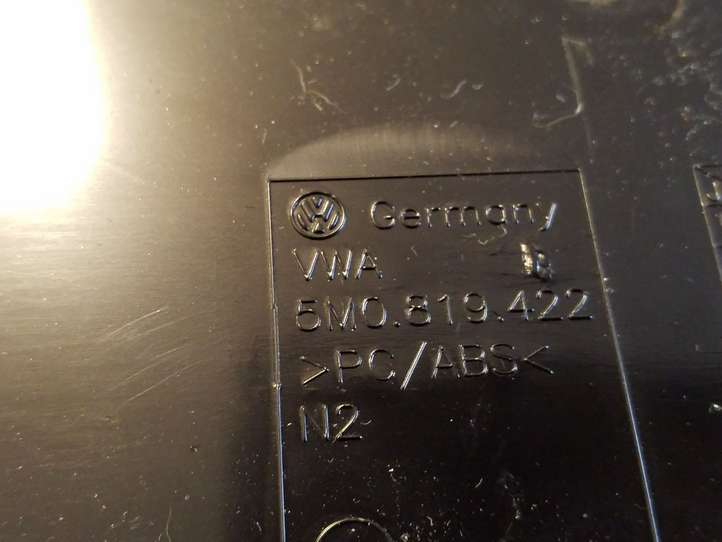 Germany
VWA
5M0.819.422
>PC/ABS<
N2